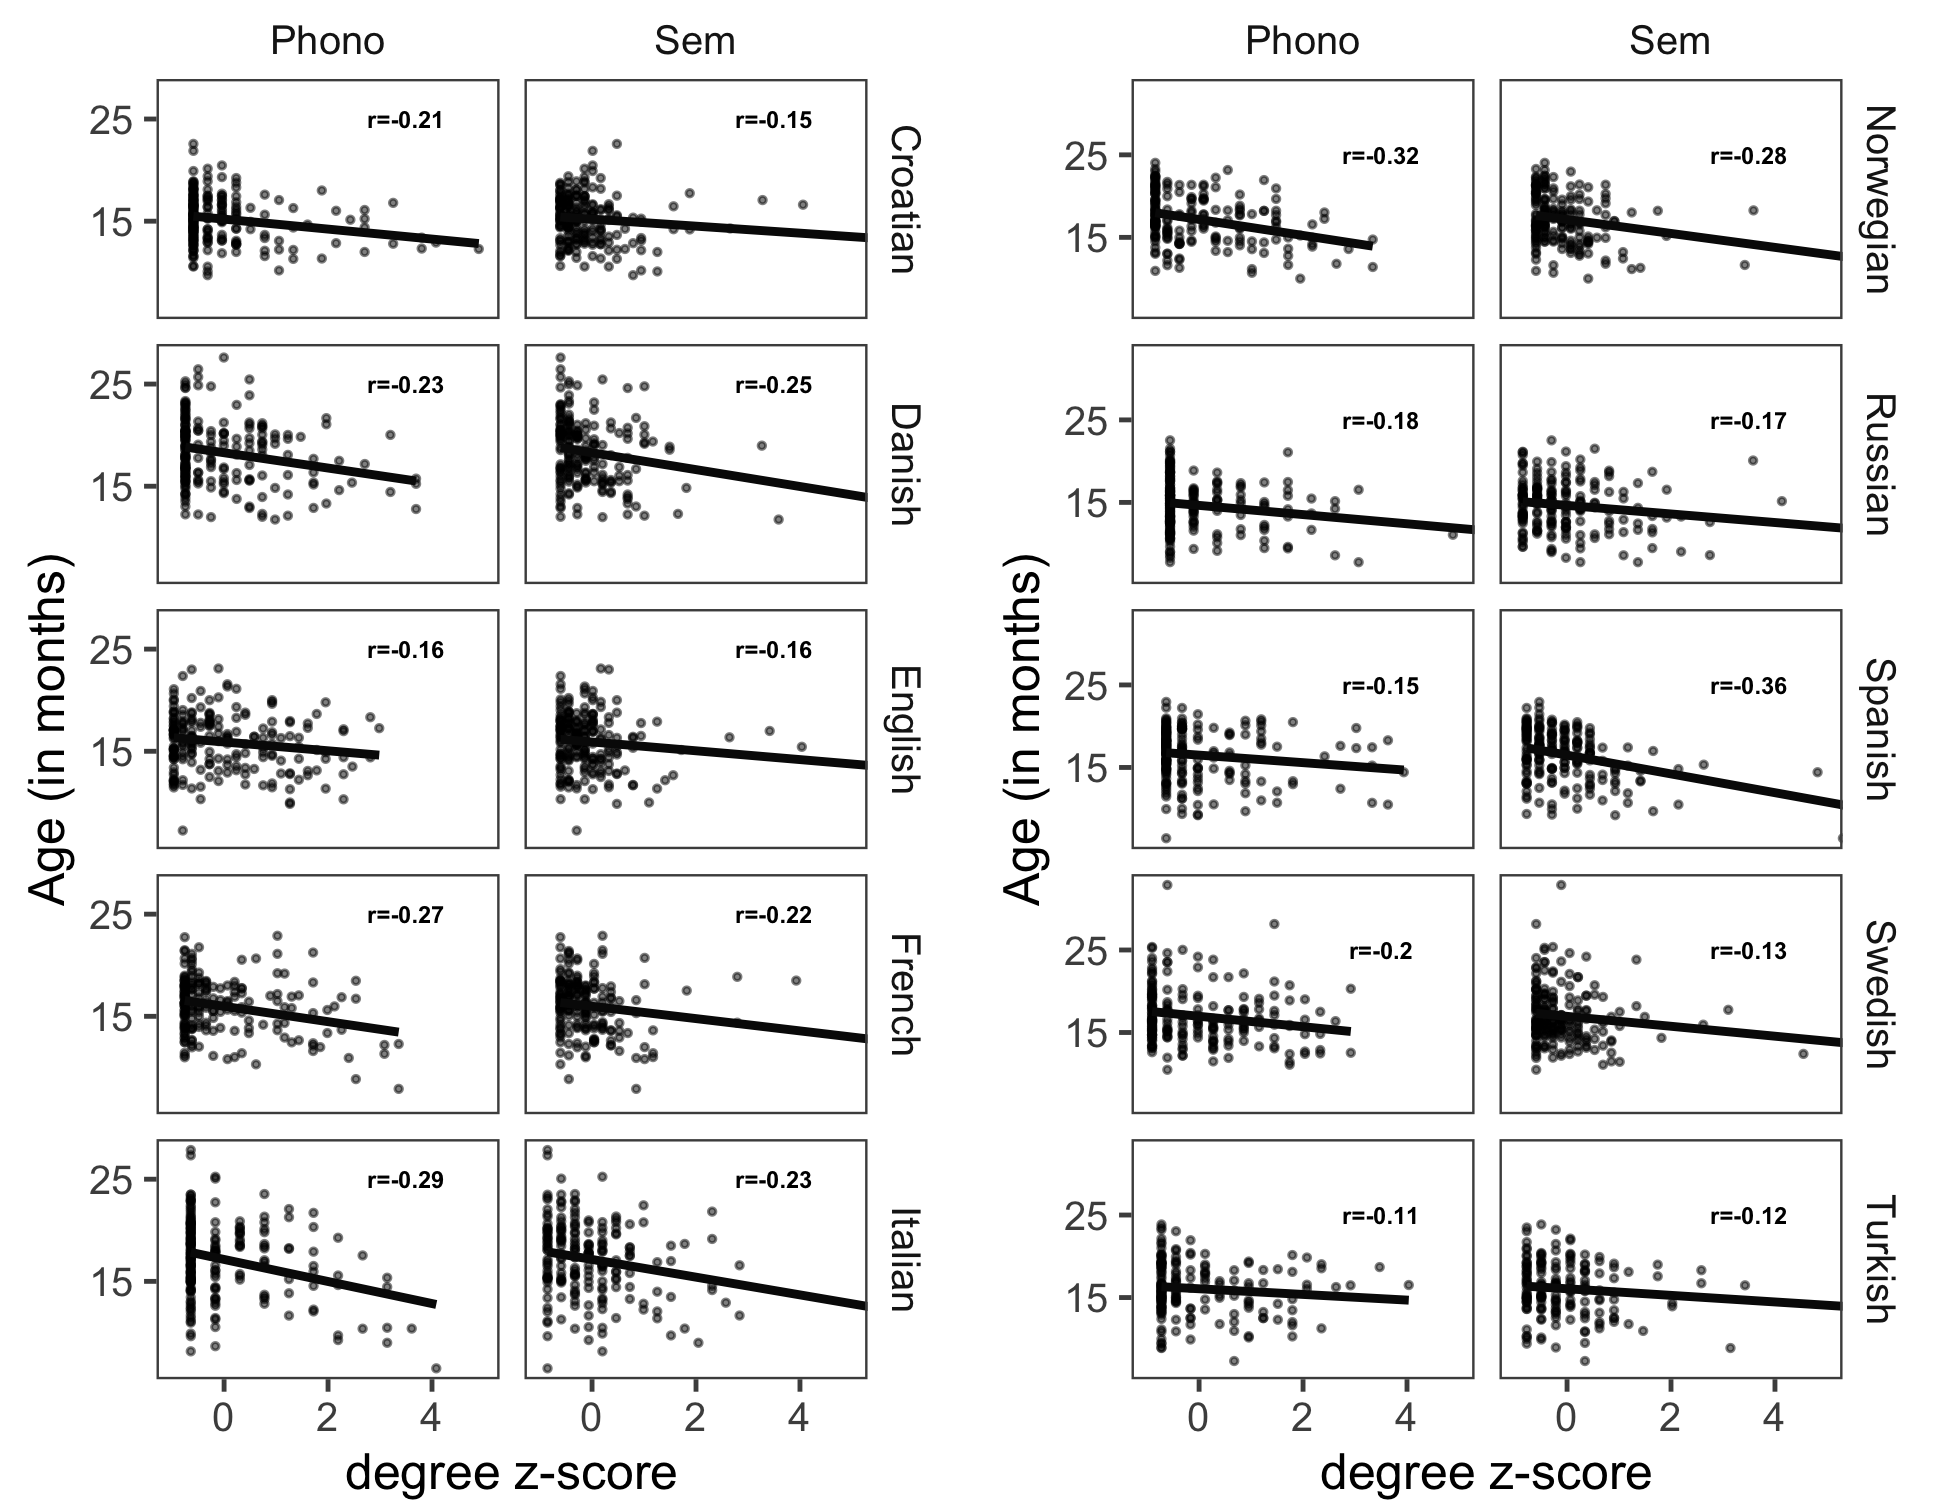 Phono Sem
25 15 r=-0.21 r=-0.15 Croatian
25 15 r=-0.23 r=-0.25 Danish
25 15 r=-0.16 r=-0.16 English
25 15 r=-0.27 r=-0.22 French
25 15 r=-0.29 r=-0.23 Italian
Age (in months)
0 2 4 0 2 4
degree z-score
Phono Sem
25 15 r=-0.32 r=-0.28 Norwegian
25 15 r=-0.18 r=-0.17 Russian
25 15 r=-0.15 r=-0.36 Spanish
25 15 r=-0.2 r=-0.13 Swedish
25 15 r=-0.11 r=-0.12 Turkish
Age (in months)
0 2 4 0 2 4
degree z-score